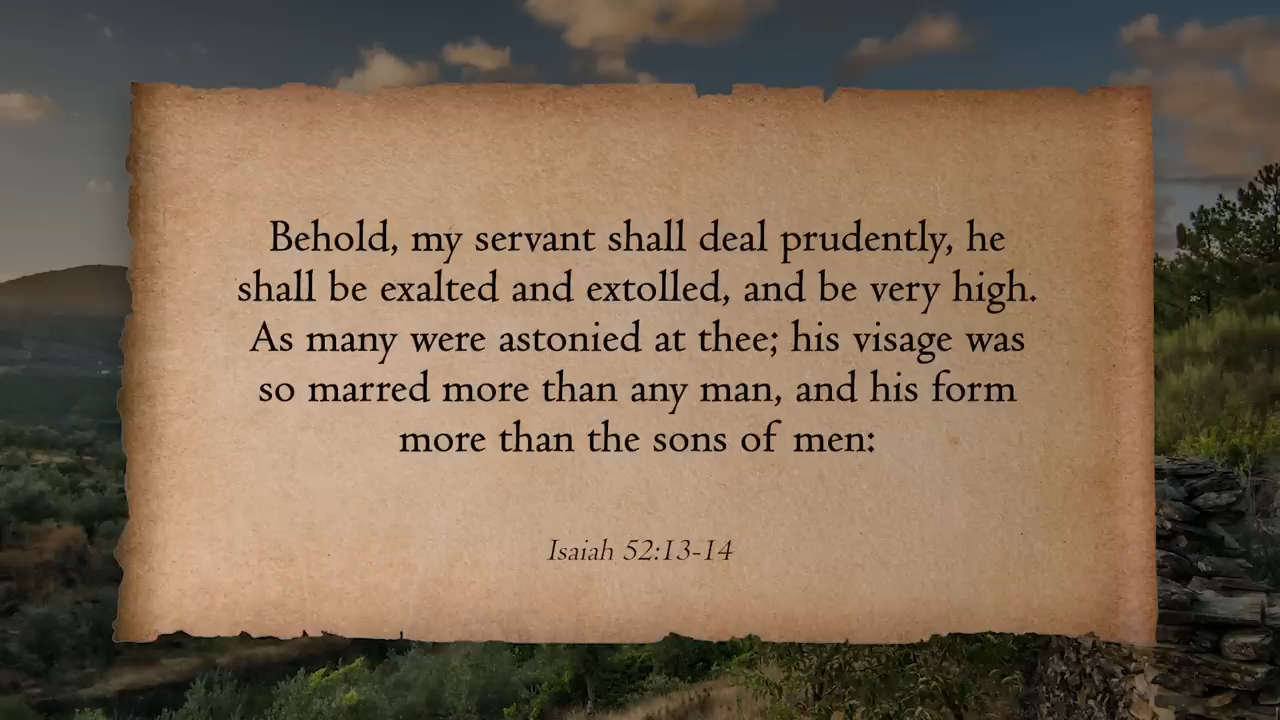 Behold, my servant shall deal prudently, he
shall be exalted and extolled, and be very high.
As many were astonied at thee; his visage was
so marred more than any man, and his form
more than the sons of men:
Isaiah 52:13-14